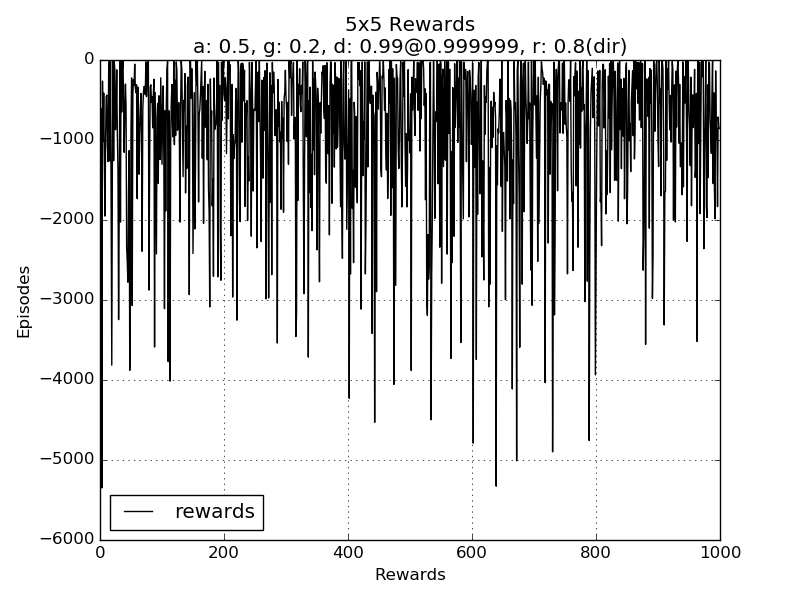 5x5 Rewards
a: 0.5, g: 0.2, d: 0.99@0.999999, r: 0.8(dir)
0
−1000
−2000
−3000
−4000
−5000
−6000
Episodes
rewards
0 200 400 600 800 1000
Rewards